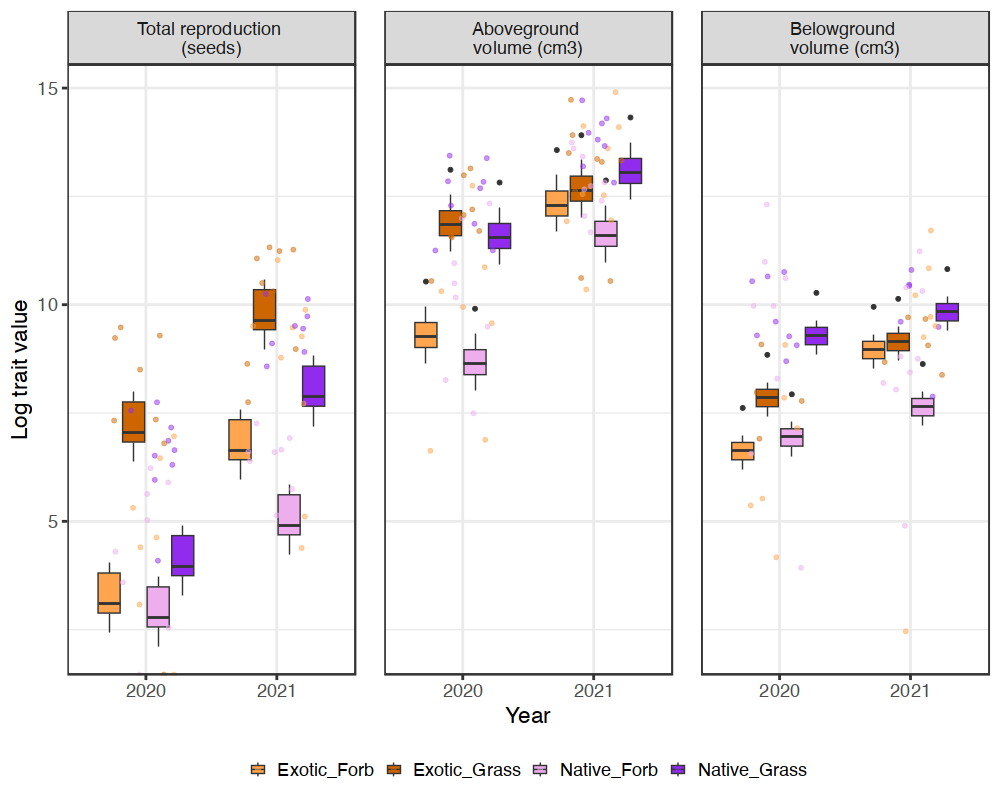 Total reproduction
(seeds)
Aboveground
volume (cm3)
Belowground
volume (cm3)
15
10
5
Log trait value
2020
2021
2020
2021
2020
2021
Year
Exotic_Forb
Exotic_Grass
Native_Forb
Native_Grass